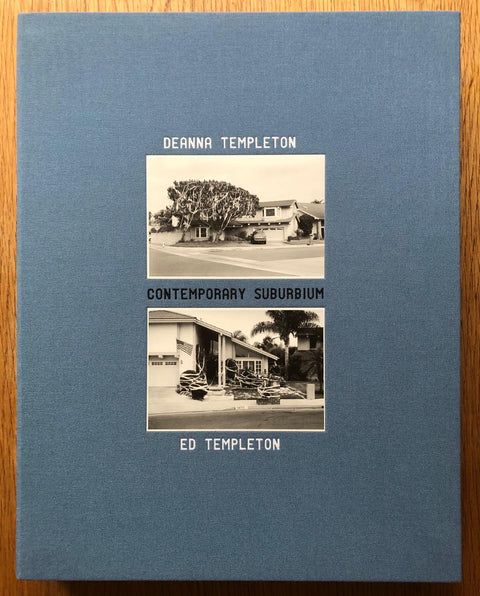 DEANNA TEMPLETON
CONTEMPORARY SUBURBIUM
ED TEMPLETON